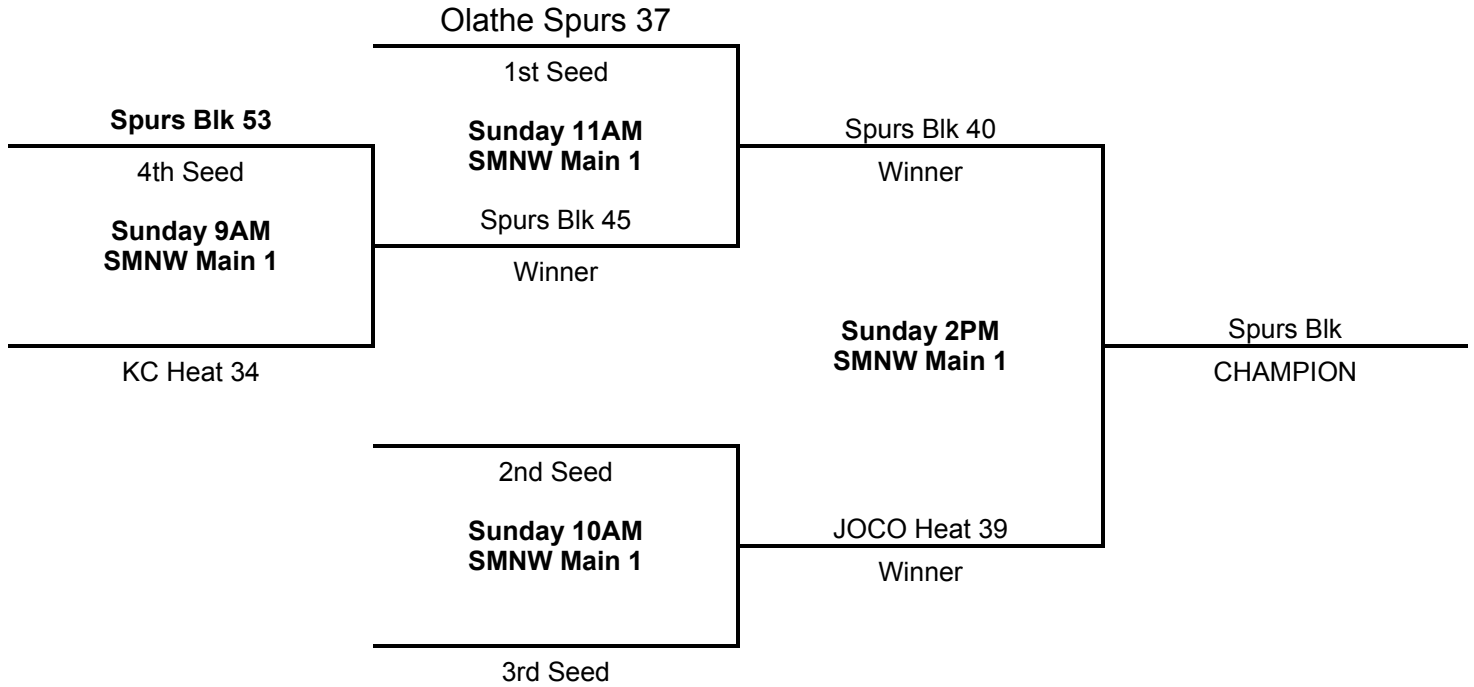 Olathe Spurs 37
1st Seed
Spurs Blk 53
4th Seed
Sunday 11AM
SMNW Main 1
Spurs Blk 40
Winner
Sunday 9AM
SMNW Main 1
Spurs Blk 45
Winner
KC Heat 34
Sunday 2PM
SMNW Main 1
Spurs Blk
CHAMPION
2nd Seed
Sunday 10AM
SMNW Main 1
JOCO Heat 39
Winner
3rd Seed